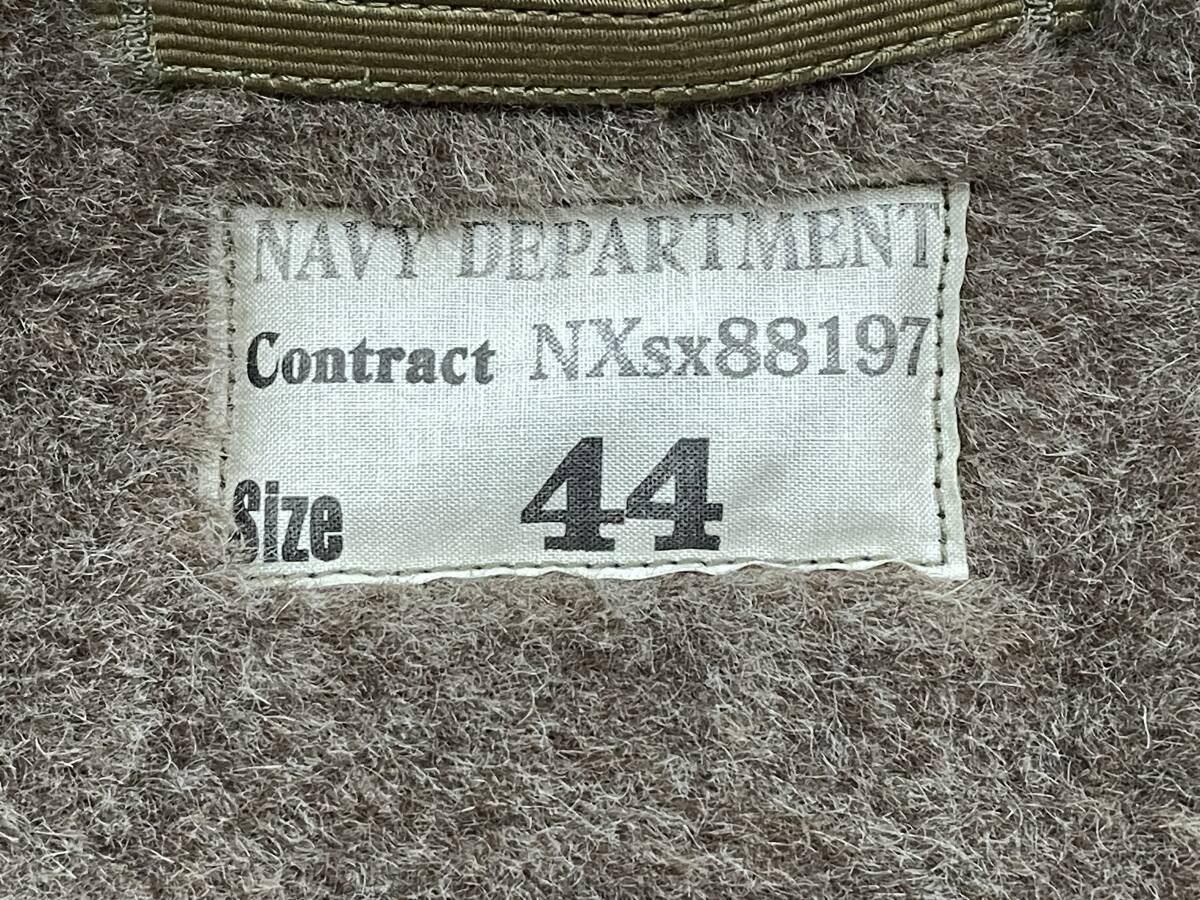 NAVY DEPARTMENT
Contract NXsx88197
Size 44